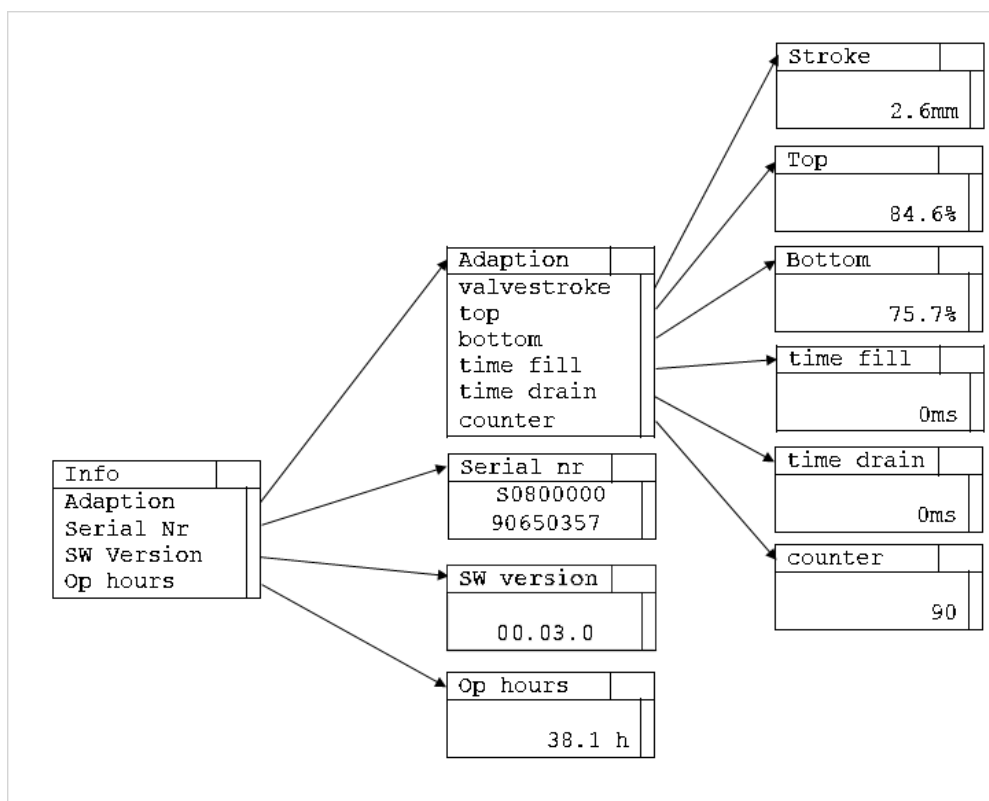 Info
Adaption
Serial Nr
SW Version
Op hours
Adaption
valvestroke
top
bottom
time fill
time drain
counter
Serial nr
S0800000
90650357
SW version
00.03.0
Op hours
38.1 h
Stroke
2.6mm
Top
84.6%
Bottom
75.7%
time fill
0ms
time drain
0ms
counter
90